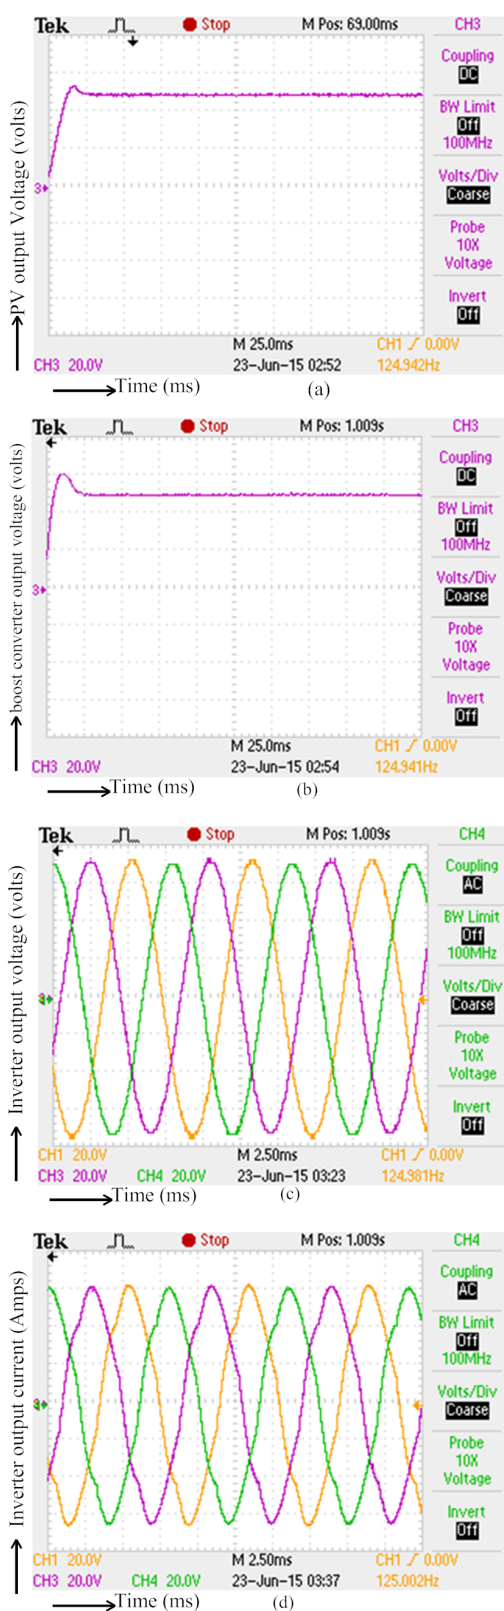 Tek Stop M Pos: 69.00ms CH3
Coupling
DC
BW Limit
Off
100MHz
Volts/Div
Coarse
Probe
10X
Voltage
Invert
Off
PV output Voltage (volts)
3
M 25.0ms CH1 0.00V
CH3 20.0V 23-Jun-15 02:52 124.942Hz
Time (ms) (a)
Tek Stop M Pos: 1.009s CH3
Coupling
DC
BW Limit
Off
100MHz
Volts/Div
Coarse
Probe
10X
Voltage
Invert
Off
boost converter output voltage (volts)
3
M 25.0ms CH1 0.00V
CH3 20.0V 23-Jun-15 02:54 124.941Hz
Time (ms) (b)
Tek Stop M Pos: 1.009s CH4
Coupling
AC
BW Limit
Off
100MHz
Volts/Div
Coarse
Probe
10X
Voltage
Invert
Off
Inverter output voltage (volts)
CH1 20.0V M 2.50ms CH1 0.00V
CH3 20.0V CH4 20.0V 23-Jun-15 03:23 124.981Hz
Time (ms) (c)
Tek Stop M Pos: 1.009s CH4
Coupling
AC
BW Limit
Off
100MHz
Volts/Div
Coarse
Probe
10X
Voltage
Invert
Off
Inverter output current (Amps)
CH1 20.0V M 2.50ms CH1 0.00V
CH3 20.0V CH4 20.0V 23-Jun-15 03:37 125.002Hz
Time (ms) (d)